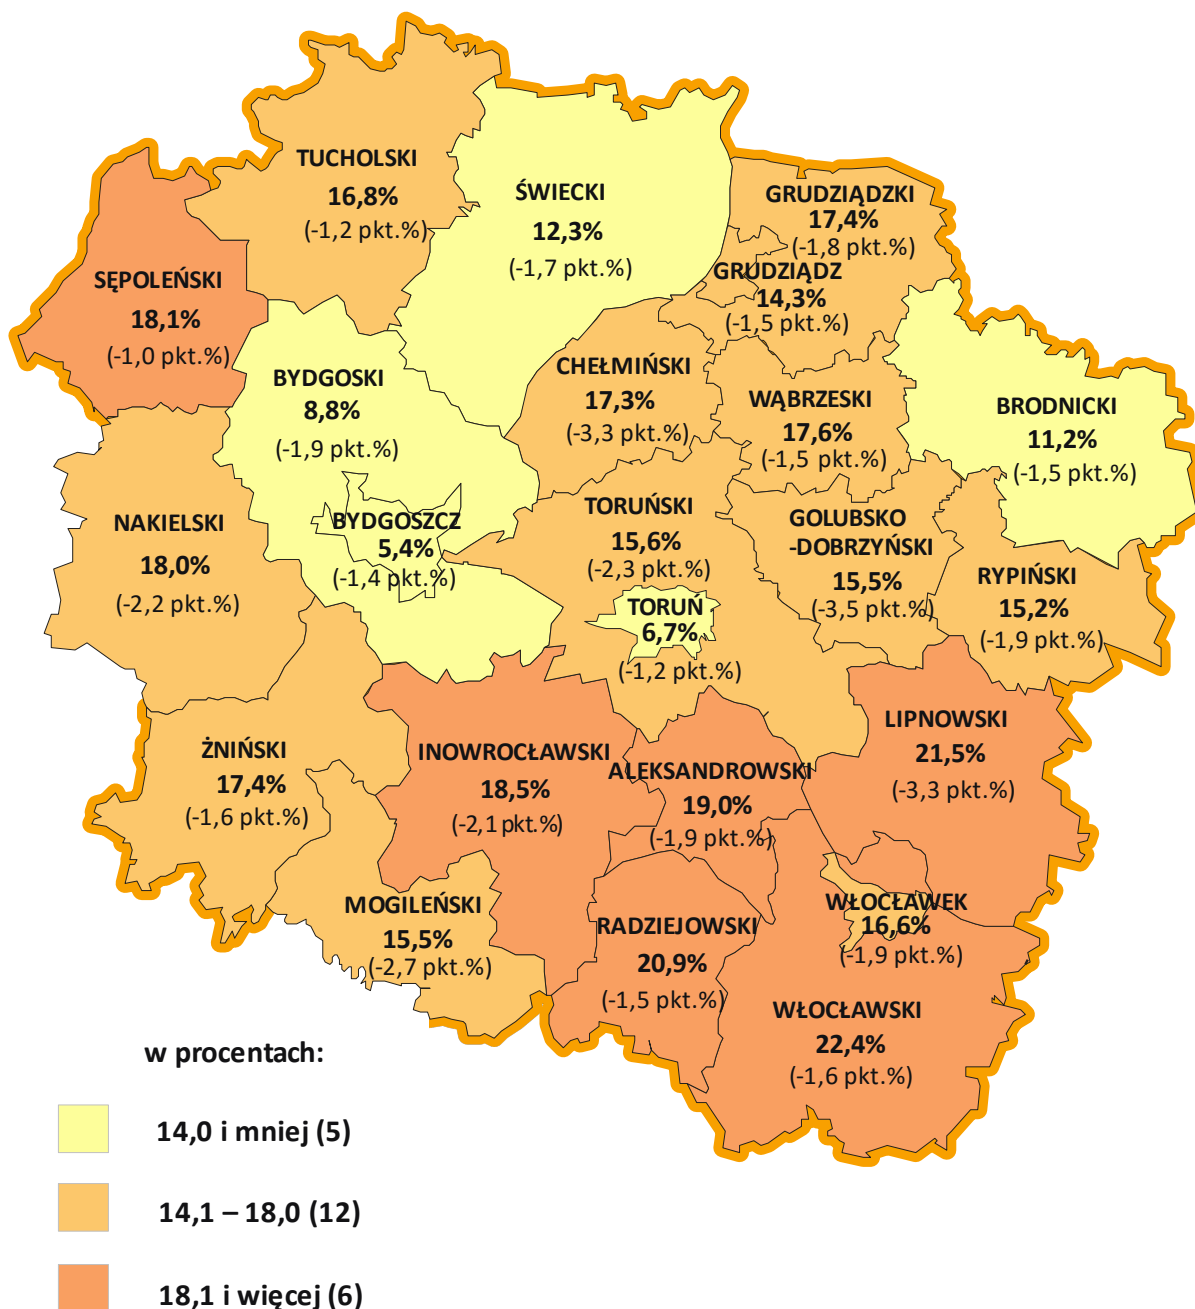 TUCHOLSKI
16,8%
(-1,2 pkt.%)
ŚWIECKI
12,3%
(-1,7 pkt.%)
GRUDZIĄDZKI
17,4%
(-1,8 pkt.%)
GRUDZIĄDZ
14,3%
(-1,5 pkt.%)
SĘPOLEŃSKI
18,1%
(-1,0 pkt.%)
BYDGOSKI
8,8%
(-1,9 pkt.%)
CHEŁMIŃSKI
17,3%
(-3,3 pkt.%)
WĄBRZESKI
17,6%
(-1,5 pkt.%)
BRODNICKI
11,2%
(-1,5 pkt.%)
NAKIELSKI
18,0%
(-2,2 pkt.%)
BYDGOSZCZ
5,4%
(-1,4 pkt.%)
TORUŃSKI
15,6%
(-2,3 pkt.%)
GOLUBSKO
-DOBRZYŃSKI
15,5%
(-3,5 pkt.%)
RYPIŃSKI
15,2%
(-1,9 pkt.%)
TORUŃ
6,7%
(-1,2 pkt.%)
LIPNOWSKI
21,5%
(-3,3 pkt.%)
ŻNIŃSKI
17,4%
(-1,6 pkt.%)
INOWROCŁAWSKI
18,5%
(-2,1 pkt.%)
ALEKSANDROWSKI
19,0%
(-1,9 pkt.%)
MOGILEŃSKI
15,5%
(-2,7 pkt.%)
RADZIEJOWSKI
20,9%
(-1,5 pkt.%)
WŁOCŁAWEK
16,6%
(-1,9 pkt.%)
WŁOCŁAWSKI
22,4%
(-1,6 pkt.%)
w procentach:
14,0 i mniej (5)
14,1 – 18,0 (12)
18,1 i więcej (6)